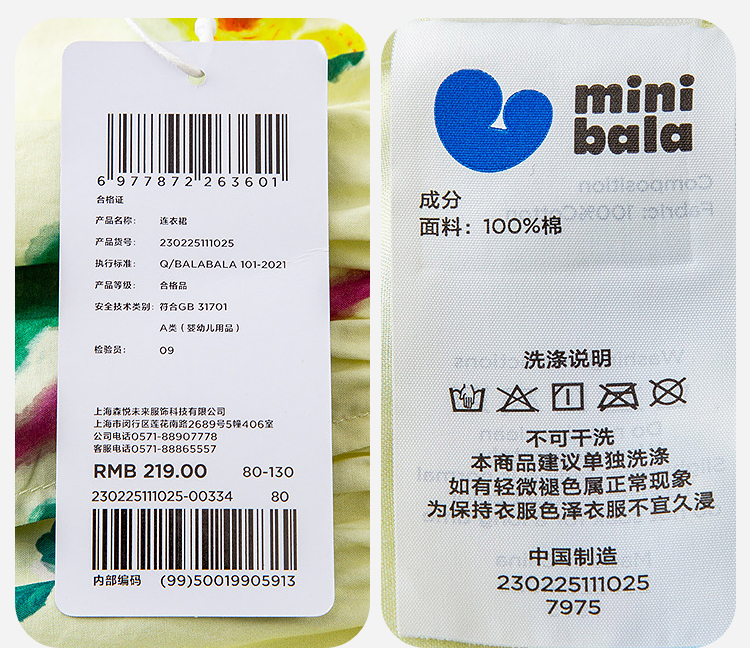 6 977872 263601
合格证
产品名称: 连衣裙
产品货号: 230225111025
执行标准: Q/BALABALA 101-2021
产品等级: 合格品
安全技术类别: 符合GB 31701
A类（婴幼儿用品）
检验员: 09
上海森悦未来服饰科技有限公司
上海市闵行区莲花南路2689号5幢406室
公司电话0571-88907778
客服电话0571-88865557
RMB 219.00 80-130
230225111025-00334 80
内部编码 (99)50019905913
mini
bala
成分
面料: 100%棉
Composition
Fabric: 100%Cotton
洗涤说明
不可干洗
本商品建议单独洗涤
如有轻微褪色属正常现象
为保持衣服色泽衣服不宜久浸
中国制造
230225111025
7975